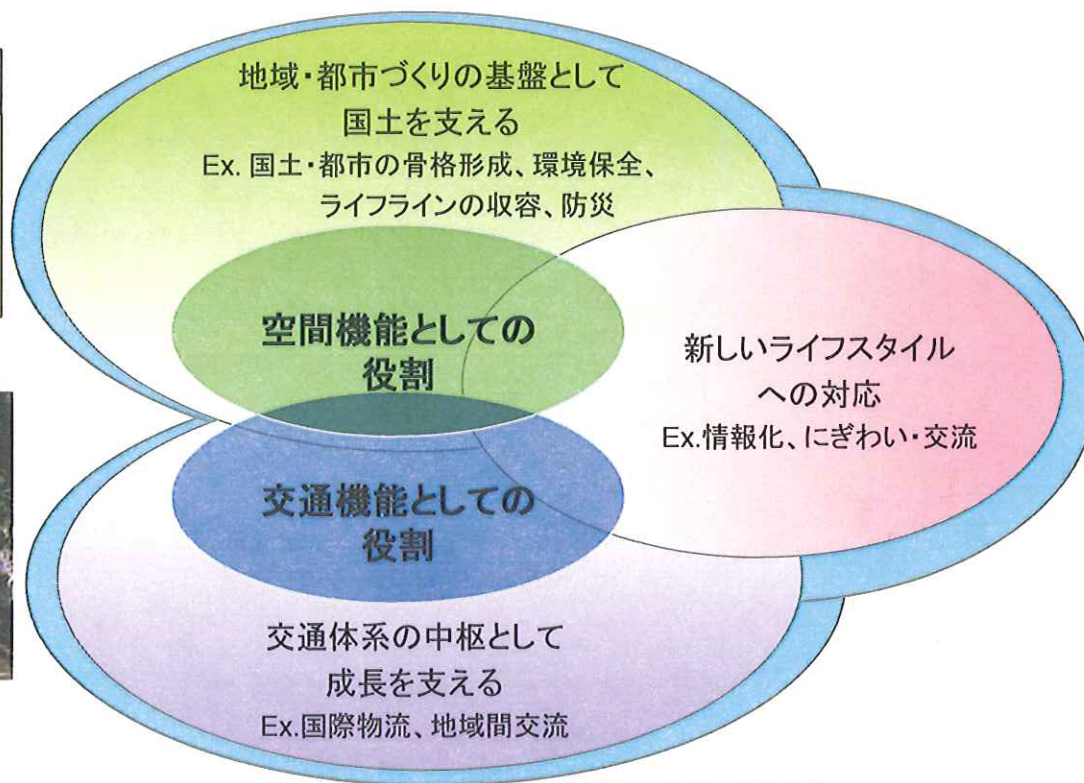 地域・都市づくりの基盤として
国土を支える
Ex. 国土・都市の骨格形成、環境保全、
ライフラインの収容、防災
空間機能としての
役割
新しいライフスタイル
への対応
Ex.情報化、にぎわい・交流
交通機能としての
役割
交通体系の中枢として
成長を支える
Ex.国際物流、地域間交流